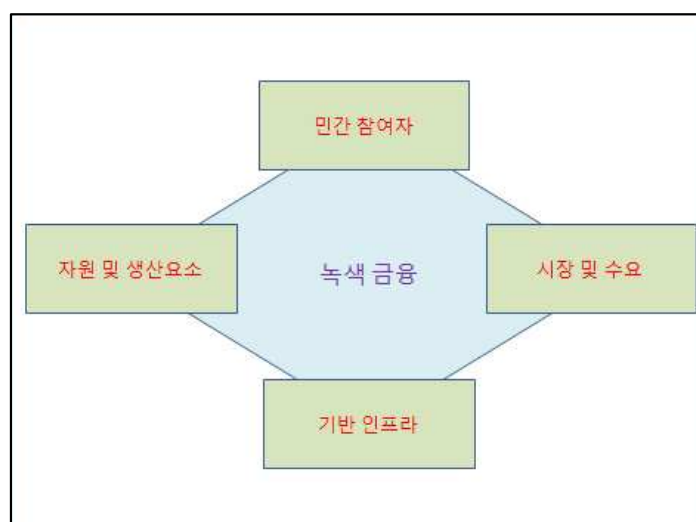 민간 참여자
자원 및 생산요소
녹색 금융
시장 및 수요
기반 인프라